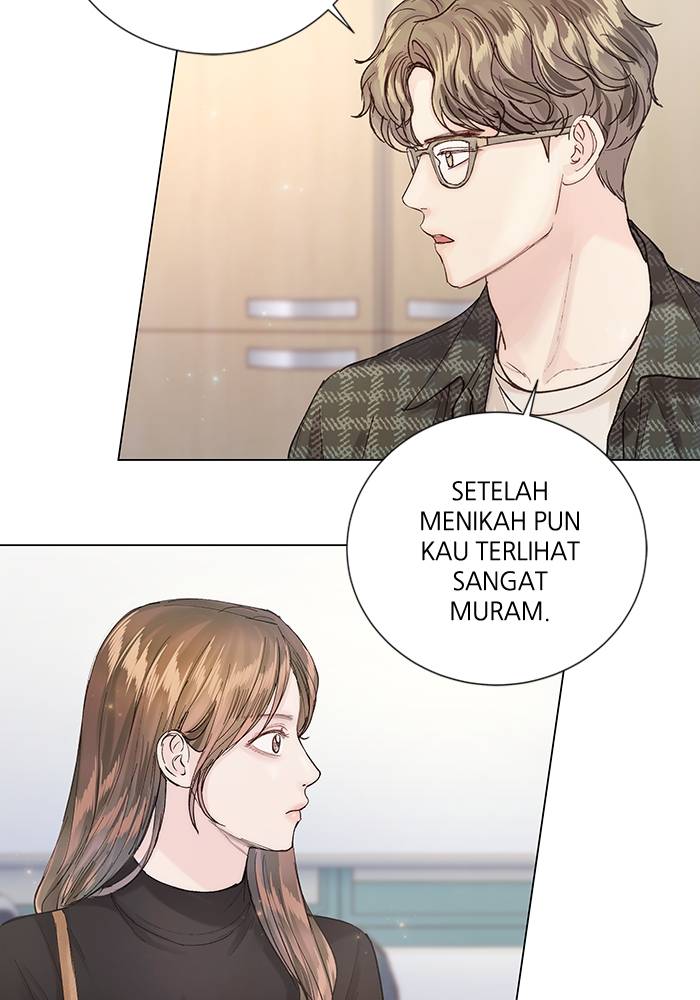 SETELAH
MENIKAH PUN
KAU TERLIHAT
SANGAT
MURAM.